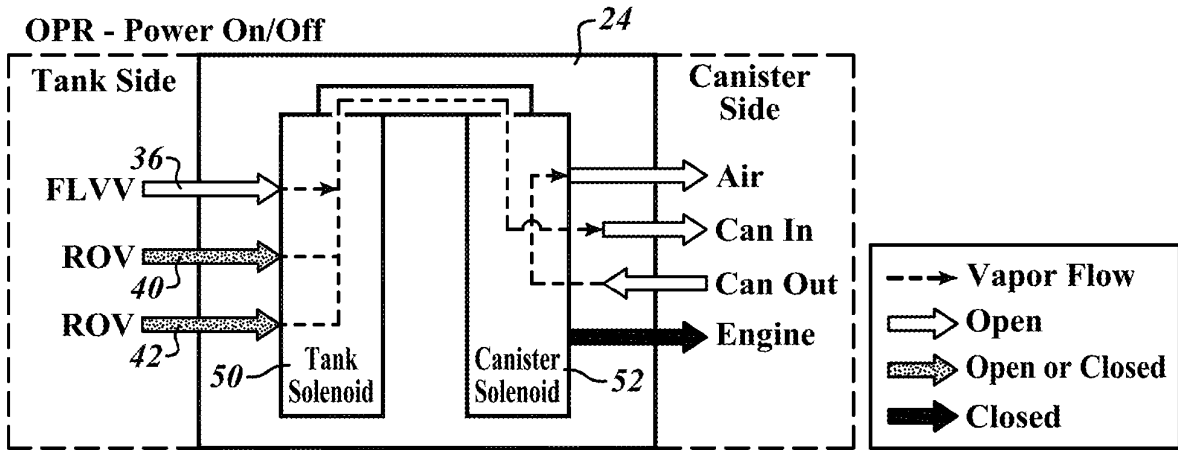 OPR - Power On/Off
24
Tank Side
Canister
Side
36
FLVV
Air
ROV
Can In
40
ROV
Can Out
42
Engine
50
Tank
Solenoid
Canister
Solenoid
52
Vapor Flow
Open
Open or Closed
Closed